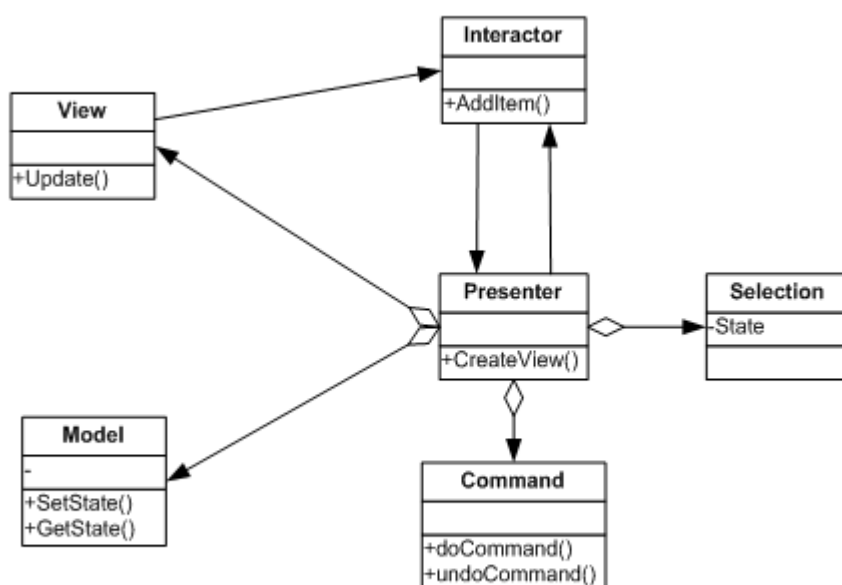 Interactor
+AddItem()
View
+Update()
Presenter
+CreateView()
Selection
-State
Model
-
+SetState()
+GetState()
Command
+doCommand()
+undoCommand()